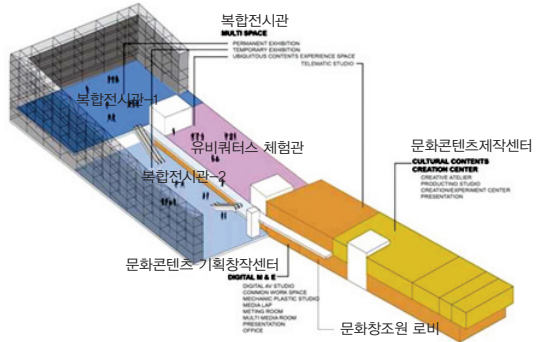 복합전시관
MULTI SPACE
PERMANENT EXHIBITION
TEMPORARY EXHIBITION
UBIQUITOUS CONTENTS EXPERIENCE SPACE
TELEMATIC STUDIO
복합전시관-1
유비쿼터스 체험관
복합전시관-2
문화콘텐츠제작센터
CULTURAL CONTENTS
CREATION CENTER
CREATIVE ATELIER
PRODUCTING STUDIO
CREATION/EXPERIMENT CENTER
PRESENTATION
문화콘텐츠 기획창작센터
DIGITAL M & E
DIGITAL AV STUDIO
COMMON WORK SPACE
MECHANIC PLASTIC STUDIO
MEDIA LAP
METING ROOM
MULTI MEDIA ROOM
PRESENTATION
OFFICE
문화창조원 로비